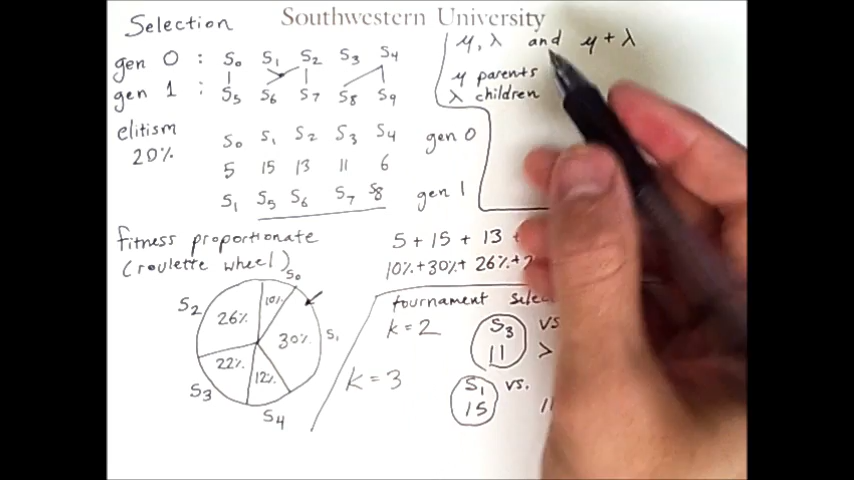 Southwestern University
Selection
gen 0 : S0 S1 S2 S3 S4
gen 1 : S5 S6 S7 S8 S9
elitism
20%
S0 S1 S2 S3 S4 gen 0
5 15 13 11 6
S1 S5 S6 S7 S8 gen 1
μ, λ and μ + λ
μ parents
λ children
fitness proportionate
(roulette wheel)
S0
10%
S1
30%
S2
26%
S3
22%
S4
12%
5 + 15 + 13 +
10% + 30% + 26% +
tournament
k = 2
S3 vs
11 >
k = 3
S1 vs.
15